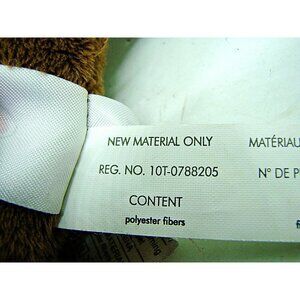 NEW MATERIAL ONLY
REG. NO. 10T-0788205
CONTENT
polyester fibers
MATÉRIAU
N° DE P